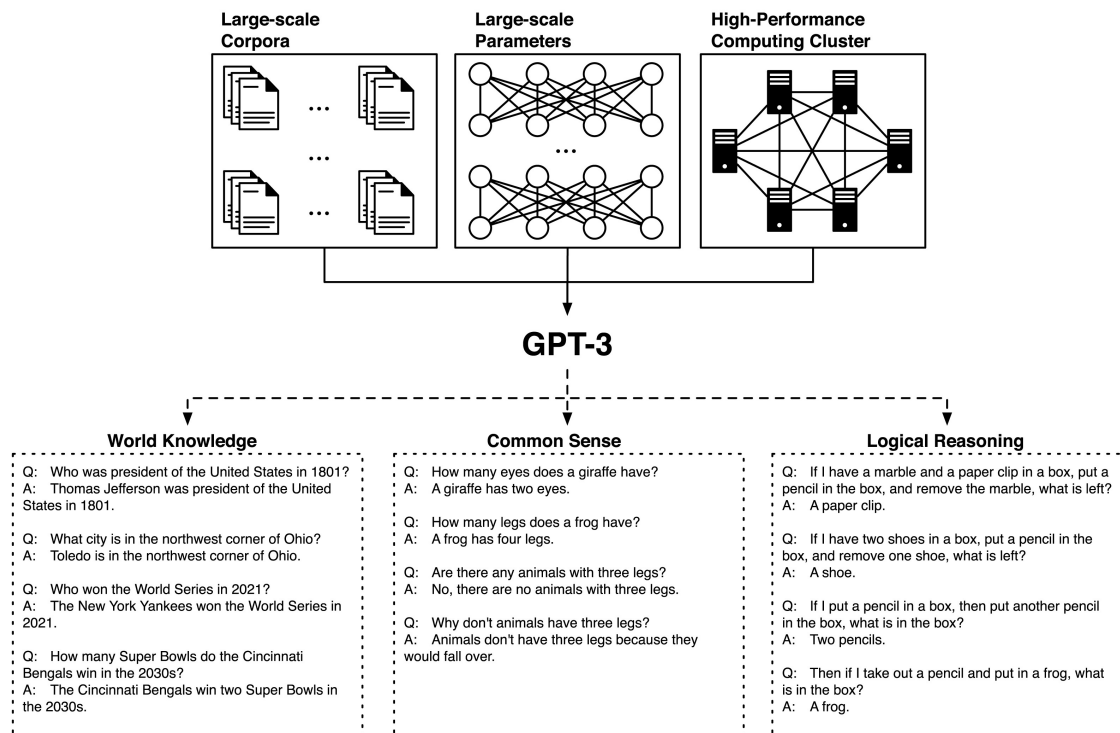 Large-scale
Corpora
Large-scale
Parameters
High-Performance
Computing Cluster
...
...
...
...
GPT-3
World Knowledge
Q: Who was president of the United States in 1801?
A: Thomas Jefferson was president of the United
States in 1801.
Q: What city is in the northwest corner of Ohio?
A: Toledo is in the northwest corner of Ohio.
Q: Who won the World Series in 2021?
A: The New York Yankees won the World Series in
2021.
Q: How many Super Bowls do the Cincinnati
Bengals win in the 2030s?
A: The Cincinnati Bengals win two Super Bowls in
the 2030s.
Common Sense
Q: How many eyes does a giraffe have?
A: A giraffe has two eyes.
Q: How many legs does a frog have?
A: A frog has four legs.
Q: Are there any animals with three legs?
A: No, there are no animals with three legs.
Q: Why don't animals have three legs?
A: Animals don't have three legs because they
would fall over.
Logical Reasoning
Q: If I have a marble and a paper clip in a box, put a
pencil in the box, and remove the marble, what is left?
A: A paper clip.
Q: If I have two shoes in a box, put a pencil in the
box, and remove one shoe, what is left?
A: A shoe.
Q: If I put a pencil in a box, then put another pencil
in the box, what is in the box?
A: Two pencils.
Q: Then if I take out a pencil and put in a frog, what
is in the box?
A: A frog.